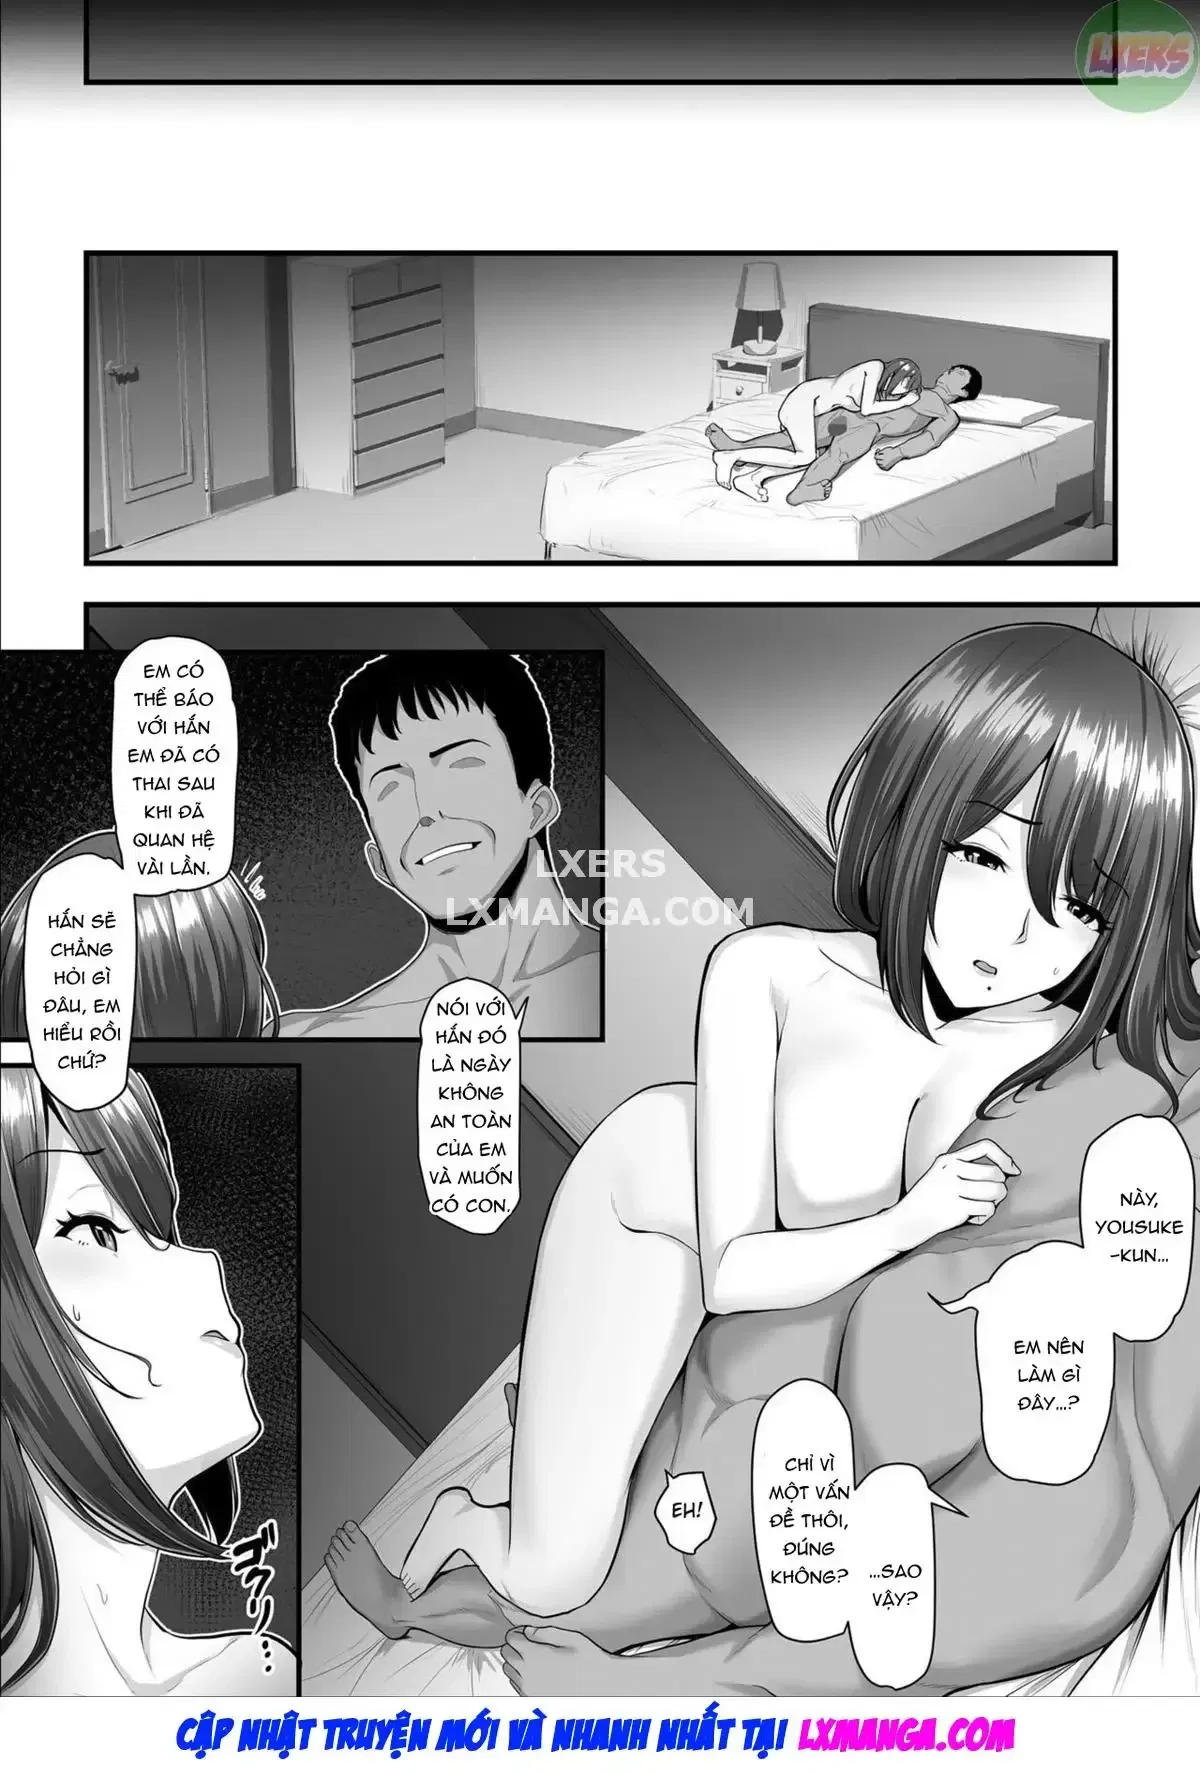 LXERS
NÀY,
YOUSUKE
-KUN...
EM NÊN
LÀM GÌ
ĐÂY...?
...SAO
VẬY?
CHỈ VÌ
MỘT VẤN
ĐỀ THÔI,
ĐÚNG
KHÔNG?
EH!
NÓI VỚI
HẮN ĐÓ
LÀ NGÀY
KHÔNG
AN TOÀN
CỦA EM
VÀ MUỐN
CÓ CON.
EM CÓ
THỂ BÁO
VỚI HẮN
EM ĐÃ CÓ
THAI SAU
KHI ĐÃ
QUAN HỆ
VÀI LẦN.
HẮN SẼ
CHẲNG
HỎI GÌ
ĐÂU, EM
HIỂU RỒI
CHỨ?
LXERS
LXMANGA.COM
ゴクリ...
CẬP NHẬT TRUYỆN MỚI VÀ NHANH NHẤT TẠI LXMANGA.COM